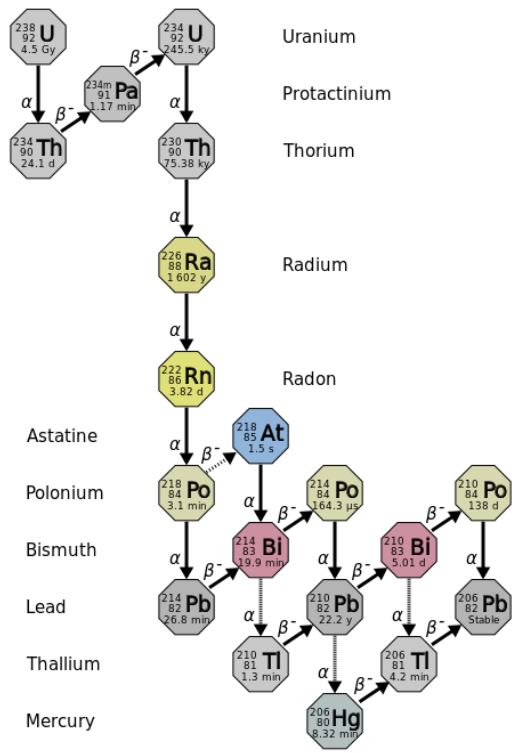 238 92 U 4.5 Gy
234 92 U 245.5 ky
Uranium
α
β⁻
234m 91 Pa 1.17 min
β⁻
α
Protactinium
234 90 Th 24.1 d
230 90 Th 75.38 ky
Thorium
α
226 88 Ra 1 602 y
Radium
α
222 86 Rn 3.82 d
Radon
α
Astatine
β⁻
218 85 At 1.5 s
Polonium
218 84 Po 3.1 min
α
214 84 Po 164.3 µs
210 84 Po 138 d
α
β⁻
α
β⁻
α
Bismuth
214 83 Bi 19.9 min
210 83 Bi 5.01 d
β⁻
β⁻
Lead
214 82 Pb 26.8 min
α
210 82 Pb 22.2 y
α
206 82 Pb Stable
β⁻
β⁻
Thallium
210 81 Tl 1.3 min
α
206 81 Tl 4.2 min
β⁻
Mercury
206 80 Hg 8.32 min